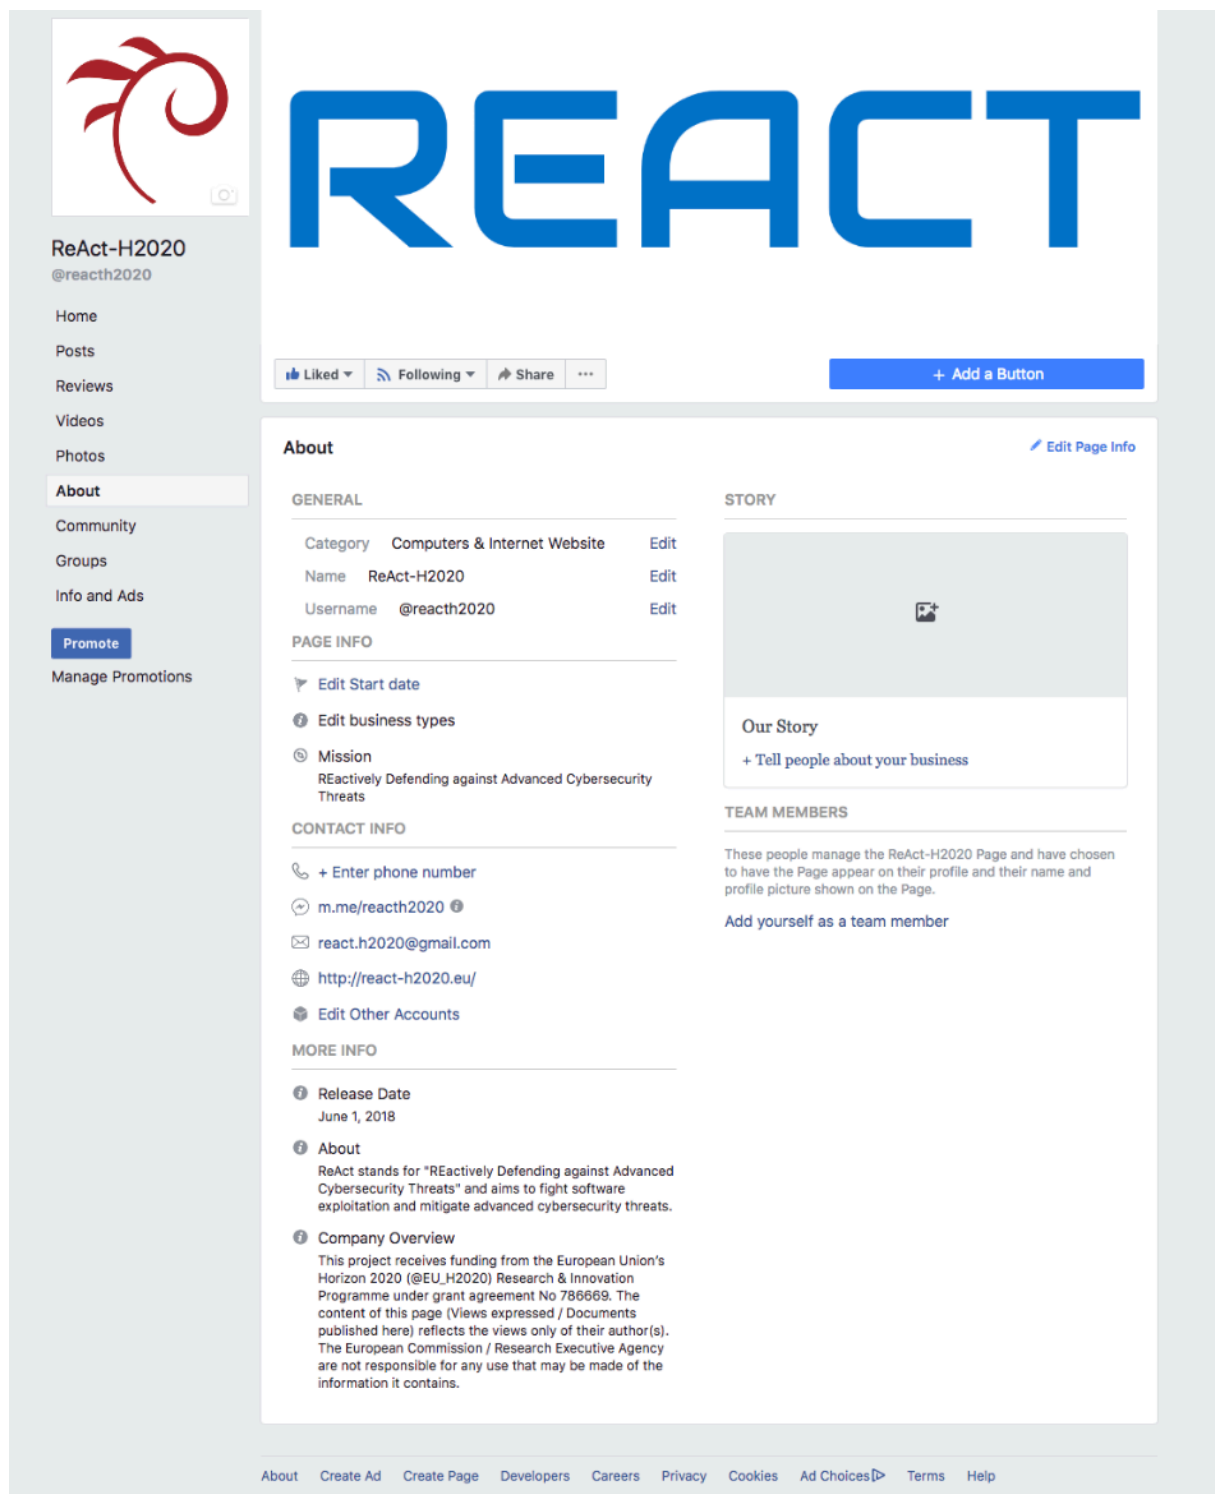 REACT
ReAct-H2020
@reacth2020
Home
Posts
Reviews
Videos
Photos
About
Community
Groups
Info and Ads
Promote
Manage Promotions
Liked
Following
Share
+ Add a Button
About
Edit Page Info
GENERAL
Category Computers & Internet Website Edit
Name ReAct-H2020 Edit
Username @reacth2020 Edit
PAGE INFO
Edit Start date
Edit business types
Mission
REactively Defending against Advanced Cybersecurity
Threats
CONTACT INFO
+ Enter phone number
m.me/reacth2020
react.h2020@gmail.com
http://react-h2020.eu/
Edit Other Accounts
MORE INFO
Release Date
June 1, 2018
About
ReAct stands for "REactively Defending against Advanced
Cybersecurity Threats" and aims to fight software
exploitation and mitigate advanced cybersecurity threats.
Company Overview
This project receives funding from the European Union's
Horizon 2020 (@EU_H2020) Research & Innovation
Programme under grant agreement No 786669. The
content of this page (Views expressed / Documents
published here) reflects the views only of their author(s).
The European Commission / Research Executive Agency
are not responsible for any use that may be made of the
information it contains.
STORY
Our Story
+ Tell people about your business
TEAM MEMBERS
These people manage the ReAct-H2020 Page and have chosen
to have the Page appear on their profile and their name and
profile picture shown on the Page.
Add yourself as a team member
About Create Ad Create Page Developers Careers Privacy Cookies Ad Choices Terms Help